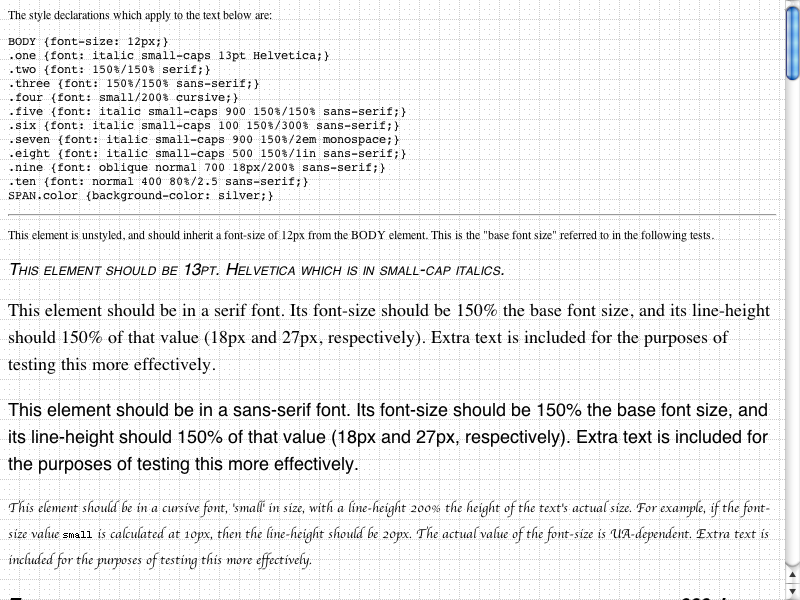 The style declarations which apply to the text below are:
BODY {font-size: 12px;}
.one {font: italic small-caps 13pt Helvetica;}
.two {font: 150%/150% serif;}
.three {font: 150%/150% sans-serif;}
.four {font: small/200% cursive;}
.five {font: italic small-caps 900 150%/150% sans-serif;}
.six {font: italic small-caps 100 150%/300% sans-serif;}
.seven {font: italic small-caps 900 150%/2em monospace;}
.eight {font: italic small-caps 500 150%/1in sans-serif;}
.nine {font: oblique normal 700 18px/200% sans-serif;}
.ten {font: normal 400 80%/2.5 sans-serif;}
SPAN.color {background-color: silver;}
This element is unstyled, and should inherit a font-size of 12px from the BODY element. This is the "base font size" referred to in the following tests.
This element should be 13pt. Helvetica which is in small-cap italics.
This element should be in a serif font. Its font-size should be 150% the base font size, and its line-height
should 150% of that value (18px and 27px, respectively). Extra text is included for the purposes of
testing this more effectively.
This element should be in a sans-serif font. Its font-size should be 150% the base font size, and
its line-height should 150% of that value (18px and 27px, respectively). Extra text is included for
the purposes of testing this more effectively.
This element should be in a cursive font, 'small' in size, with a line-height 200% the height of the text's actual size. For example, if the font-
size value small is calculated at 10px, then the line-height should be 20px. The actual value of the font-size is UA-dependent. Extra text is
included for the purposes of testing this more effectively.